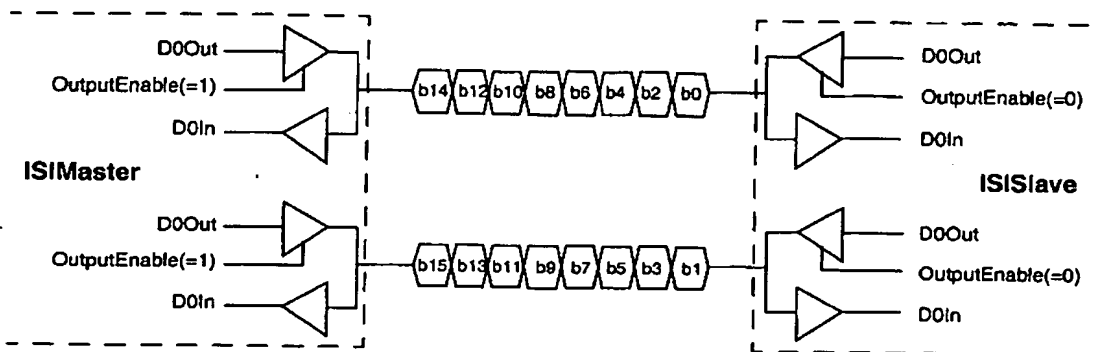 D0Out
OutputEnable(=1)
D0In
b14 b12 b10 b8 b6 b4 b2 b0
D0Out
OutputEnable(=0)
D0In
ISIMaster
ISISlave
D0Out
OutputEnable(=1)
D0In
b15 b13 b11 b9 b7 b5 b3 b1
D0Out
OutputEnable(=0)
D0In